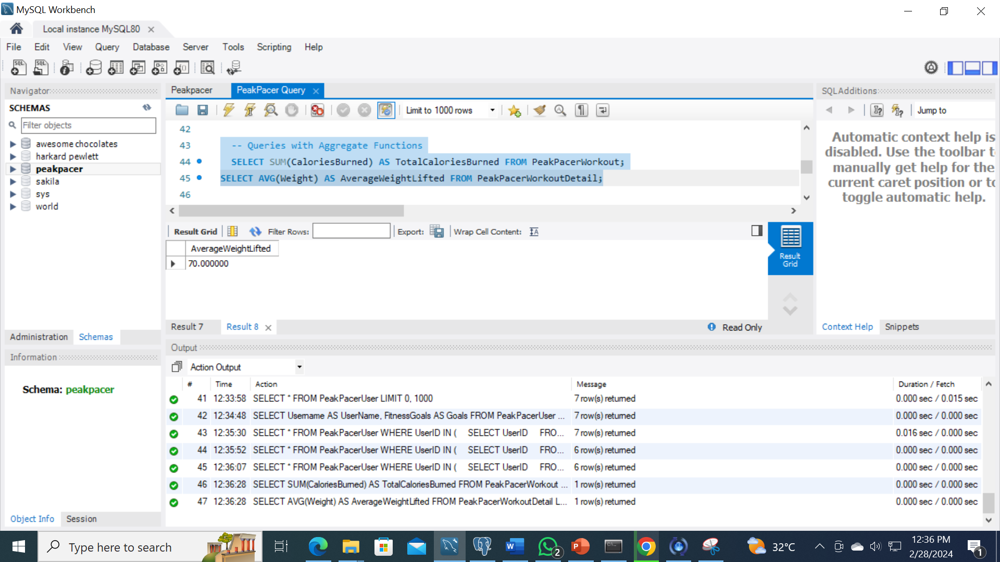 MySQL Workbench
Local instance MySQL80
File Edit View Query Database Server Tools Scripting Help
Navigator
SCHEMAS
Filter objects
awesome chocolates
harkard pewlett
peakpacer
sakila
sys
world
Administration Schemas
Information
Schema: peakpacer
Object Info Session
Peakpacer PeakPacer Query
Limit to 1000 rows
42
43 -- Queries with Aggregate Functions
44 SELECT SUM(CaloriesBurned) AS TotalCaloriesBurned FROM PeakPacerWorkout;
45 SELECT AVG(Weight) AS AverageWeightLifted FROM PeakPacerWorkoutDetail;
46
Result Grid Filter Rows: Export: Wrap Cell Content:
AverageWeightLifted
70.000000
Result
Grid
Result 7 Result 8 Read Only
SQLAdditions
Jump to
Automatic context help is
disabled. Use the toolbar t
manually get help for the
current caret position or to
toggle automatic help.
Context Help Snippets
Output
Action Output
# Time Action Message Duration / Fetch
41 12:33:58 SELECT * FROM PeakPacerUser LIMIT 0, 1000 7 row(s) returned 0.000 sec / 0.015 sec
42 12:34:48 SELECT Username AS UserName, FitnessGoals AS Goals FROM PeakPacerUser ... 7 row(s) returned 0.000 sec / 0.000 sec
43 12:35:30 SELECT * FROM PeakPacerUser WHERE UserID IN ( SELECT UserID FRO... 7 row(s) returned 0.016 sec / 0.000 sec
44 12:35:52 SELECT * FROM PeakPacerUser WHERE UserID IN ( SELECT UserID FRO... 6 row(s) returned 0.000 sec / 0.000 sec
45 12:36:07 SELECT * FROM PeakPacerUser WHERE UserID IN ( SELECT UserID FRO... 6 row(s) returned 0.000 sec / 0.000 sec
46 12:36:28 SELECT SUM(CaloriesBurned) AS TotalCaloriesBurned FROM PeakPacerWorkout ... 1 row(s) returned 0.000 sec / 0.000 sec
47 12:36:28 SELECT AVG(Weight) AS AverageWeightLifted FROM PeakPacerWorkoutDetail L... 1 row(s) returned 0.000 sec / 0.000 sec
Type here to search
2
32°C
12:36 PM
2/28/2024
1